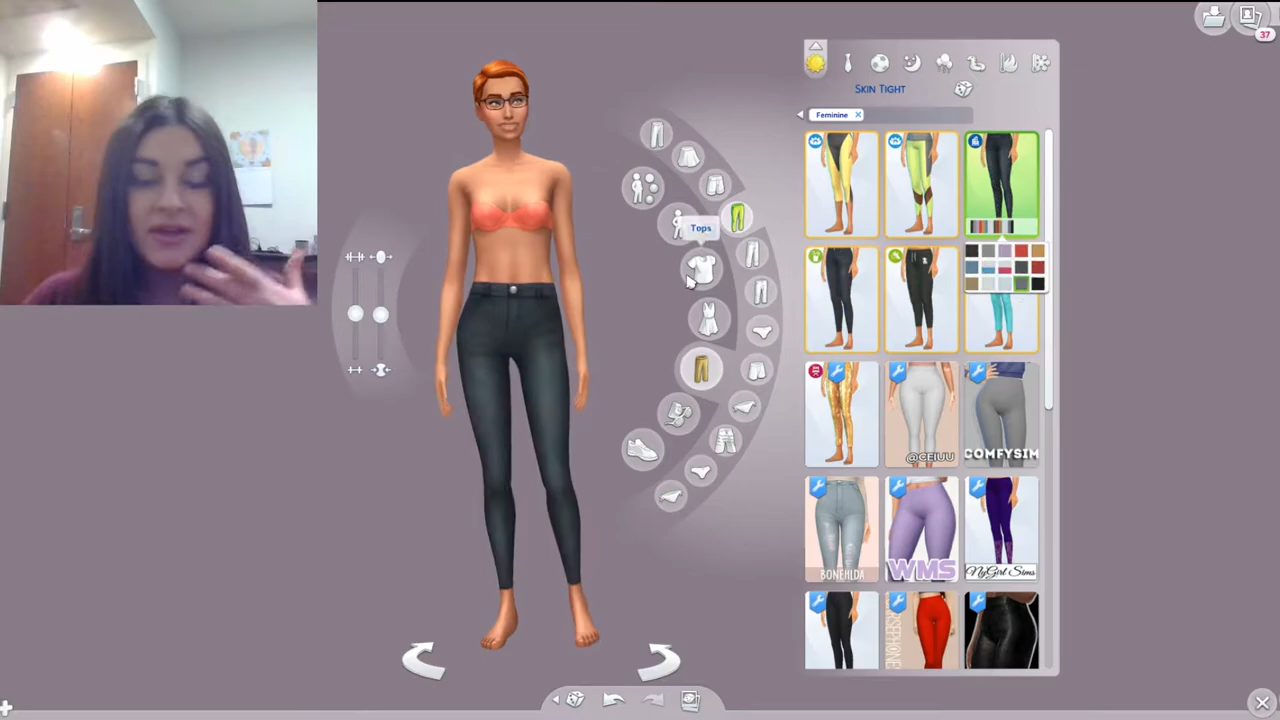 37
SKIN TIGHT
Feminine X
Tops
@CEIUU
COMFYSIM
BONEHILDA
WMS
NyGirl Sims